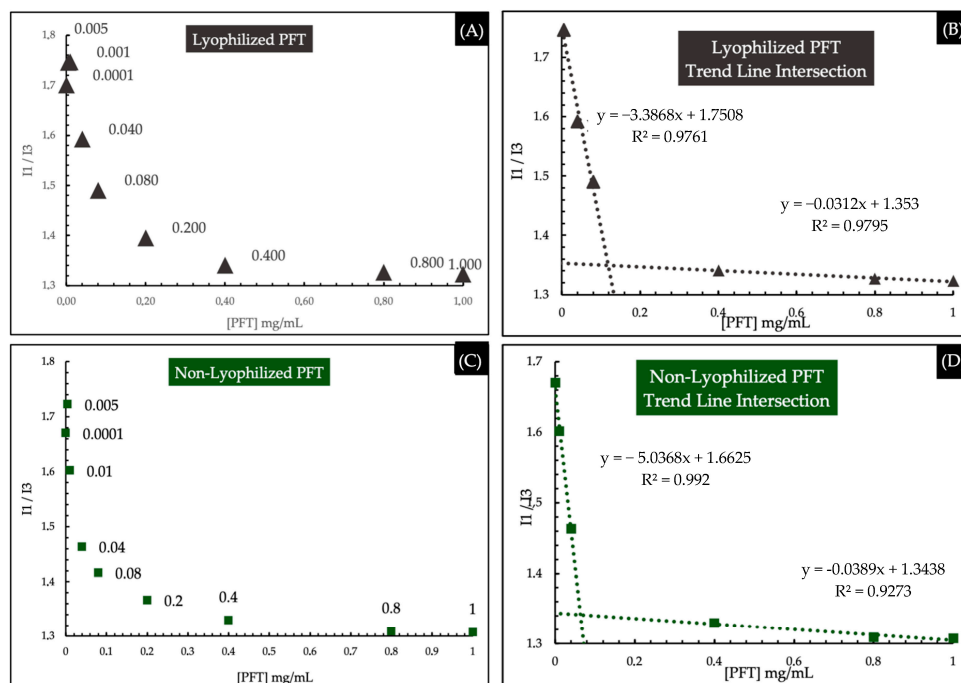 (A)
Lyophilized PFT
1,8
1,7
1,6
1,5
1,4
1,3
I1 / I3
0.005
0.001
0.0001
0.040
0.080
0.200
0.400
0.800
1.000
0,00
0,20
0,40
0,60
0,80
1,00
[PFT] mg/mL
(B)
Lyophilized PFT
Trend Line Intersection
1.7
1.6
1.5
1.4
1.3
I1 / I3
y = −3.3868x + 1.7508
R² = 0.9761
y = −0.0312x + 1.353
R² = 0.9795
0
0.2
0.4
0.6
0.8
1
[PFT] mg/mL
(C)
Non-Lyophilized PFT
1.8
1.7
1.6
1.5
1.4
1.3
I1 / I3
0.005
0.0001
0.01
0.04
0.08
0.2
0.4
0.8
1
0
0.1
0.2
0.3
0.4
0.5
0.6
0.7
0.8
0.9
1
[PFT] mg/mL
(D)
Non-Lyophilized PFT
Trend Line Intersection
1.7
1.6
1.5
1.4
1.3
I1 / I3
y = − 5.0368x + 1.6625
R² = 0.992
y = -0.0389x + 1.3438
R² = 0.9273
0
0.2
0.4
0.6
0.8
1
[PFT] mg/mL